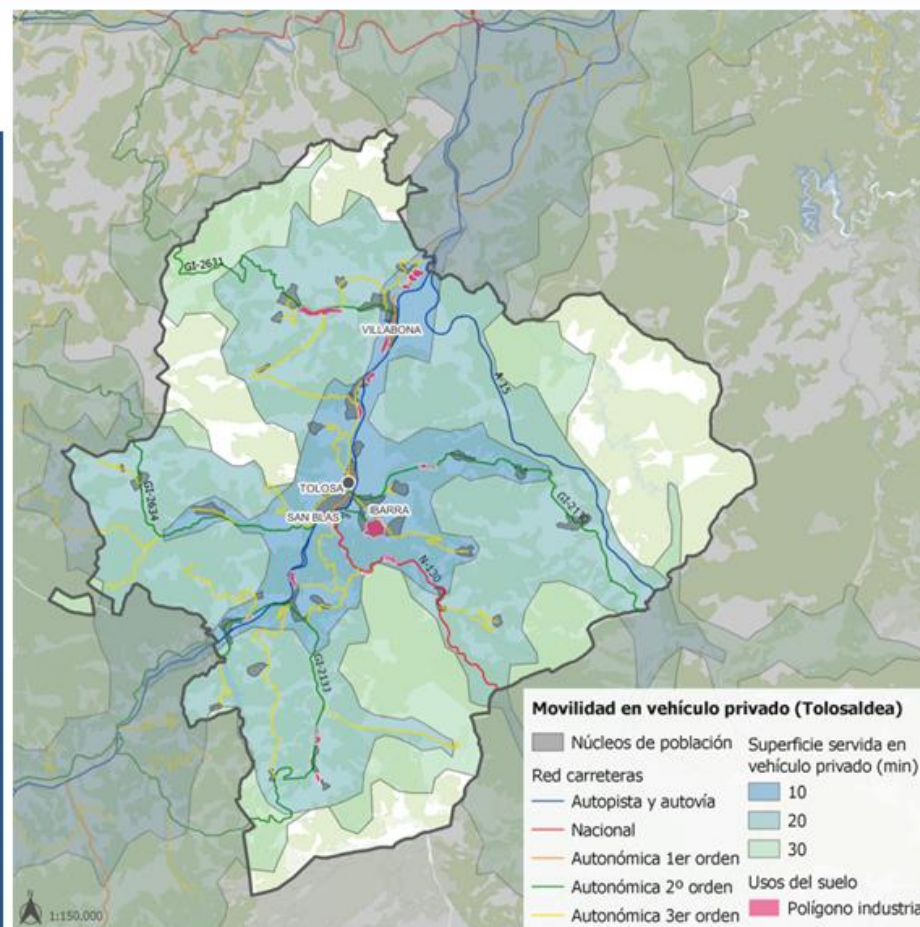 GI-2631
VILLABONA
A-15
TOLOSA
SAN BLAS
IBARRA
GI-2634
N-130
GI-2133
Movilidad en vehículo privado (Tolosaldea)
Núcleos de población
Red carreteras
Autopista y autovía
Nacional
Autonómica 1er orden
Autonómica 2º orden
Autonómica 3er orden
Superficie servida en
vehículo privado (min)
10
20
30
Usos del suelo
Polígono industria
N
1:150.000